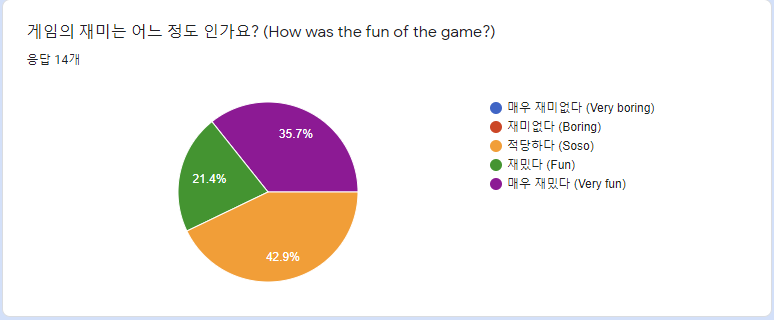 게임의 재미는 어느 정도 인가요? (How was the fun of the game?)
응답 14개
35.7%
21.4%
42.9%
매우 재미없다 (Very boring)
재미없다 (Boring)
적당하다 (Soso)
재밌다 (Fun)
매우 재밌다 (Very fun)